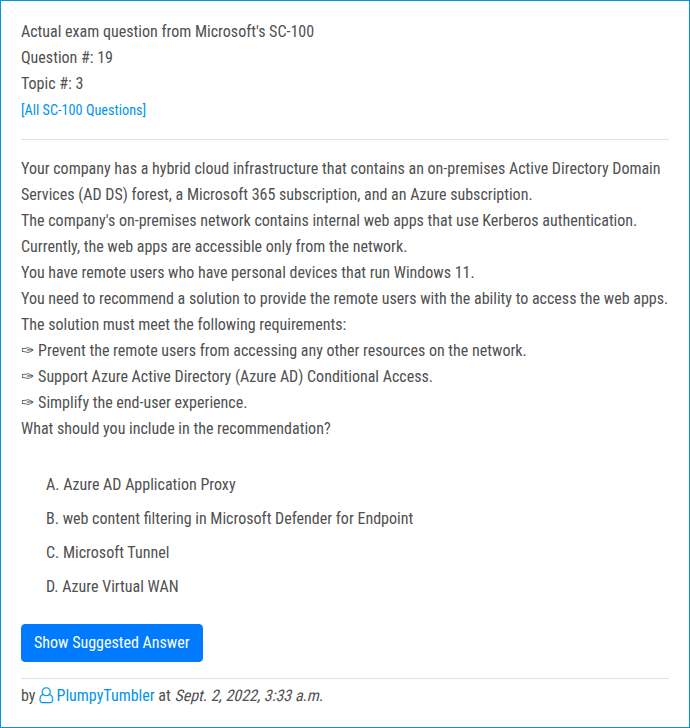 Actual exam question from Microsoft's SC-100
Question #: 19
Topic #: 3
[All SC-100 Questions]
Your company has a hybrid cloud infrastructure that contains an on-premises Active Directory Domain
Services (AD DS) forest, a Microsoft 365 subscription, and an Azure subscription.
The company's on-premises network contains internal web apps that use Kerberos authentication.
Currently, the web apps are accessible only from the network.
You have remote users who have personal devices that run Windows 11.
You need to recommend a solution to provide the remote users with the ability to access the web apps.
The solution must meet the following requirements:
✑ Prevent the remote users from accessing any other resources on the network.
✑ Support Azure Active Directory (Azure AD) Conditional Access.
✑ Simplify the end-user experience.
What should you include in the recommendation?
A. Azure AD Application Proxy
B. web content filtering in Microsoft Defender for Endpoint
C. Microsoft Tunnel
D. Azure Virtual WAN
Show Suggested Answer
by PlumpyTumbler at Sept. 2, 2022, 3:33 a.m.